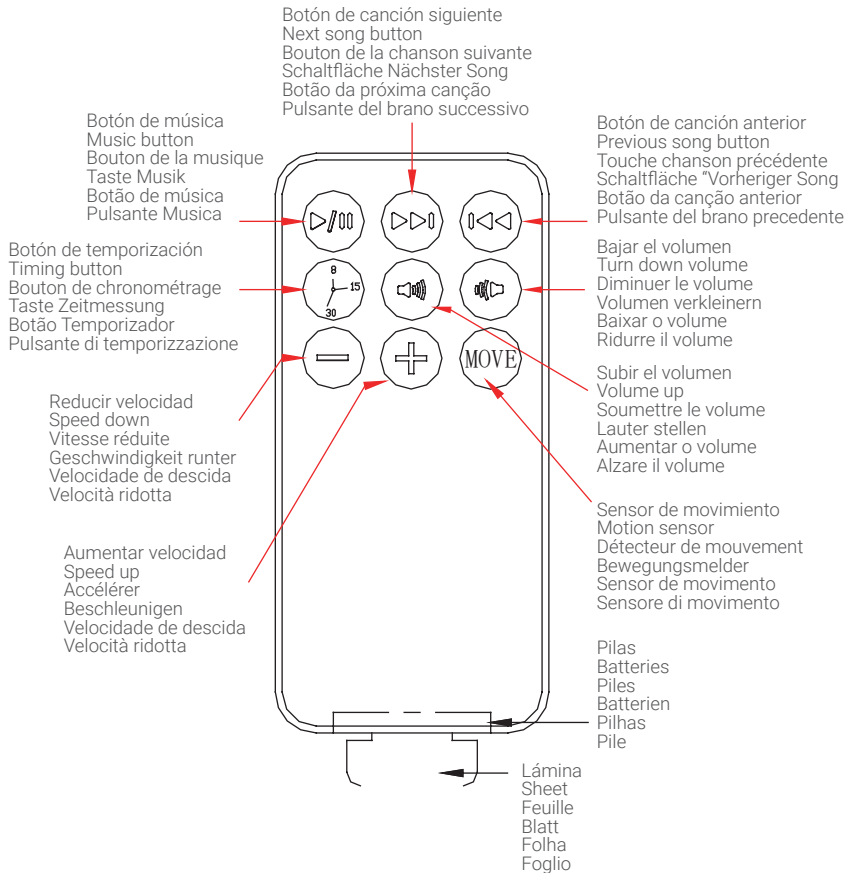 Botón de canción siguiente
Next song button
Bouton de la chanson suivante
Schaltfläche Nächster Song
Botão da próxima canção
Pulsante del brano successivo
Botón de música
Music button
Bouton de la musique
Taste Musik
Botão de música
Pulsante Musica
Botón de canción anterior
Previous song button
Touche chanson précédente
Schaltfläche "Vorheriger Song
Botão da canção anterior
Pulsante del brano precedente
Botón de temporización
Timing button
Bouton de chronométrage
Taste Zeitmessung
Botão Temporizador
Pulsante di temporizzazione
8
15
30
Bajar el volumen
Turn down volume
Diminuer le volume
Volumen verkleinern
Baixar o volume
Ridurre il volume
MOVE
Reducir velocidad
Speed down
Vitesse réduite
Geschwindigkeit runter
Velocidade de descida
Velocità ridotta
Subir el volumen
Volume up
Soumettre le volume
Lauter stellen
Aumentar o volume
Alzare il volume
Aumentar velocidad
Speed up
Accélérer
Beschleunigen
Velocidade de descida
Velocità ridotta
Sensor de movimiento
Motion sensor
Détecteur de mouvement
Bewegungsmelder
Sensor de movimento
Sensore di movimento
Pilas
Batteries
Piles
Batterien
Pilhas
Pile
Lámina
Sheet
Feuille
Blatt
Folha
Foglio